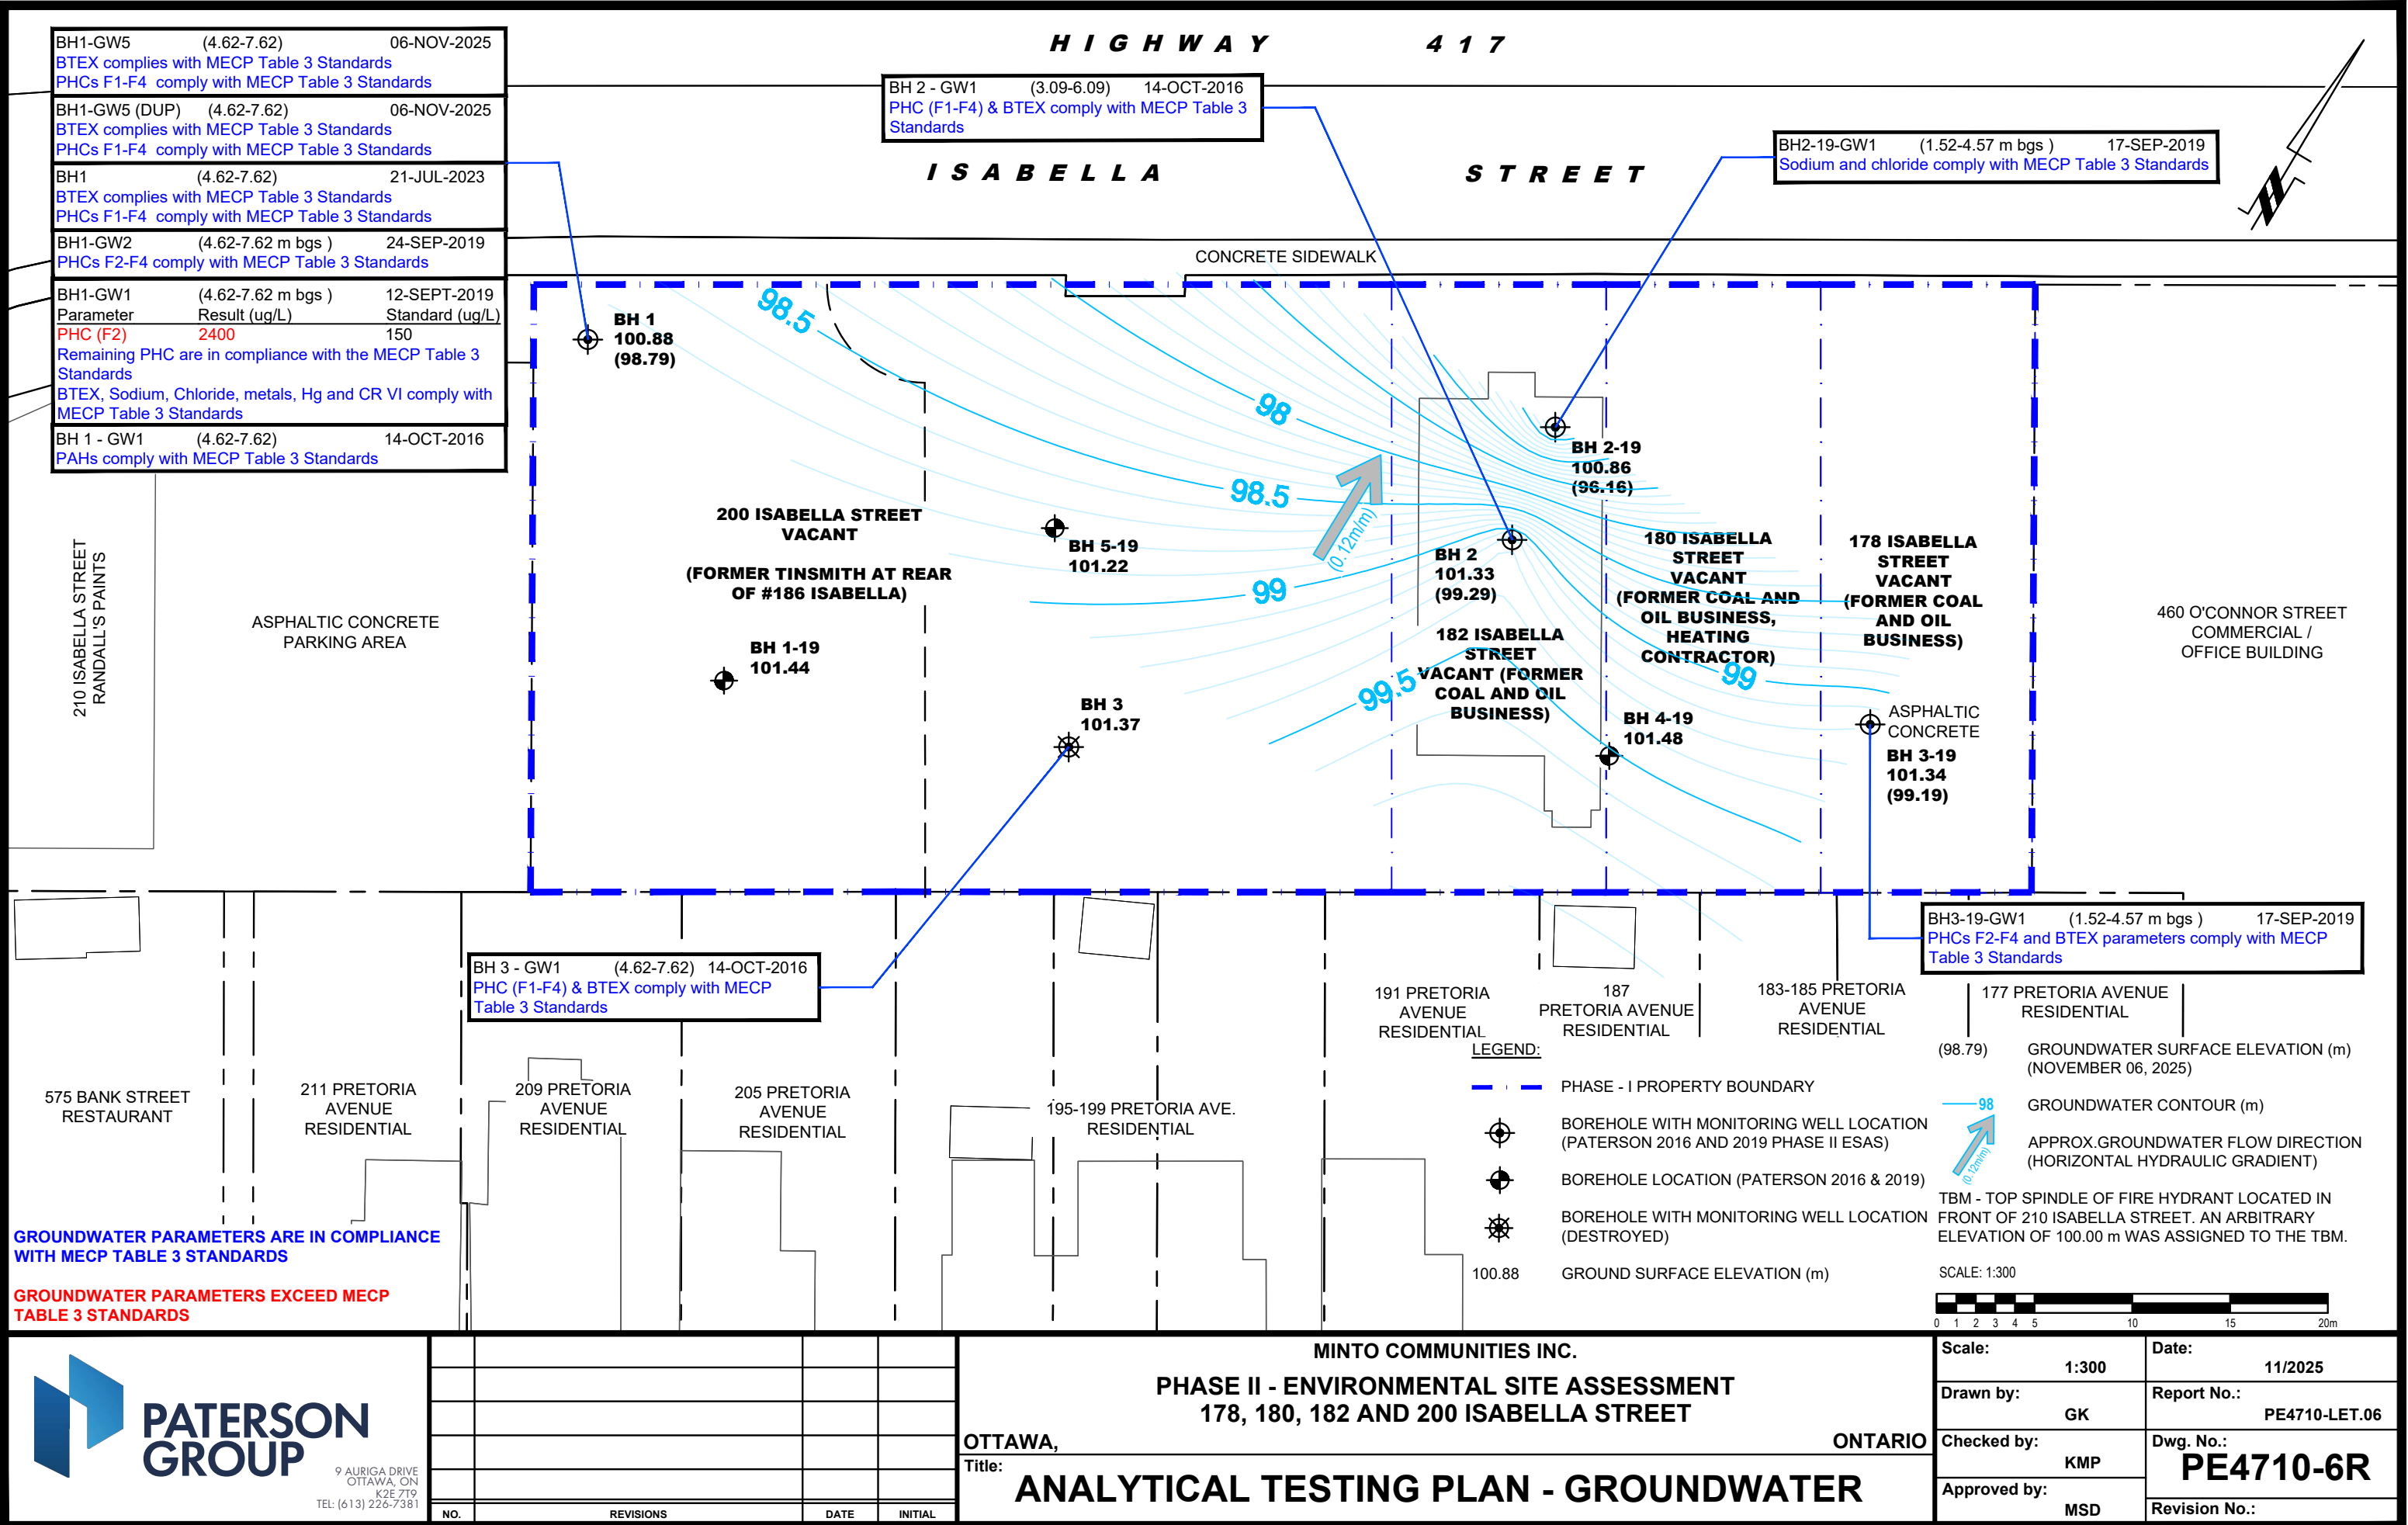 HIGHWAY 417
ISABELLA STREET
CONCRETE SIDEWALK
BH1-GW5 (4.62-7.62) 06-NOV-2025
BTEX complies with MECP Table 3 Standards
PHCs F1-F4 comply with MECP Table 3 Standards
BH1-GW5 (DUP) (4.62-7.62) 06-NOV-2025
BTEX complies with MECP Table 3 Standards
PHCs F1-F4 comply with MECP Table 3 Standards
BH1 (4.62-7.62) 21-JUL-2023
BTEX complies with MECP Table 3 Standards
PHCs F1-F4 comply with MECP Table 3 Standards
BH1-GW2 (4.62-7.62 m bgs ) 24-SEP-2019
PHCs F2-F4 comply with MECP Table 3 Standards
BH1-GW1 (4.62-7.62 m bgs ) 12-SEPT-2019
Parameter Result (ug/L) Standard (ug/L)
PHC (F2) 2400 150
Remaining PHC are in compliance with the MECP Table 3
Standards
BTEX, Sodium, Chloride, metals, Hg and CR VI comply with
MECP Table 3 Standards
BH 1 - GW1 (4.62-7.62) 14-OCT-2016
PAHs comply with MECP Table 3 Standards
BH 2 - GW1 (3.09-6.09) 14-OCT-2016
PHC (F1-F4) & BTEX comply with MECP Table 3
Standards
BH2-19-GW1 (1.52-4.57 m bgs ) 17-SEP-2019
Sodium and chloride comply with MECP Table 3 Standards
BH 1
100.88
(98.79)
98.5
98
98.5
99
99.5
99
(0.12m/m)
BH 2-19
100.86
(96.16)
200 ISABELLA STREET
VACANT
(FORMER TINSMITH AT REAR
OF #186 ISABELLA)
BH 5-19
101.22
BH 1-19
101.44
BH 3
101.37
BH 2
101.33
(99.29)
182 ISABELLA
STREET
VACANT (FORMER
COAL AND OIL
BUSINESS)
180 ISABELLA
STREET
VACANT
(FORMER COAL AND
OIL BUSINESS,
HEATING
CONTRACTOR)
178 ISABELLA
STREET
VACANT
(FORMER COAL
AND OIL
BUSINESS)
BH 4-19
101.48
ASPHALTIC
CONCRETE
BH 3-19
101.34
(99.19)
460 O'CONNOR STREET
COMMERCIAL /
OFFICE BUILDING
210 ISABELLA STREET
RANDALL'S PAINTS
ASPHALTIC CONCRETE
PARKING AREA
BH 3 - GW1 (4.62-7.62) 14-OCT-2016
PHC (F1-F4) & BTEX comply with MECP
Table 3 Standards
BH3-19-GW1 (1.52-4.57 m bgs ) 17-SEP-2019
PHCs F2-F4 and BTEX parameters comply with MECP
Table 3 Standards
575 BANK STREET
RESTAURANT
211 PRETORIA
AVENUE
RESIDENTIAL
209 PRETORIA
AVENUE
RESIDENTIAL
205 PRETORIA
AVENUE
RESIDENTIAL
195-199 PRETORIA AVE.
RESIDENTIAL
191 PRETORIA
AVENUE
RESIDENTIAL
187
PRETORIA AVENUE
RESIDENTIAL
183-185 PRETORIA
AVENUE
RESIDENTIAL
177 PRETORIA AVENUE
RESIDENTIAL
LEGEND:
PHASE - I PROPERTY BOUNDARY
BOREHOLE WITH MONITORING WELL LOCATION
(PATERSON 2016 AND 2019 PHASE II ESAS)
BOREHOLE LOCATION (PATERSON 2016 & 2019)
BOREHOLE WITH MONITORING WELL LOCATION
(DESTROYED)
100.88 GROUND SURFACE ELEVATION (m)
(98.79) GROUNDWATER SURFACE ELEVATION (m)
(NOVEMBER 06, 2025)
98 GROUNDWATER CONTOUR (m)
(0.12m/m)
APPROX.GROUNDWATER FLOW DIRECTION
(HORIZONTAL HYDRAULIC GRADIENT)
TBM - TOP SPINDLE OF FIRE HYDRANT LOCATED IN
FRONT OF 210 ISABELLA STREET. AN ARBITRARY
ELEVATION OF 100.00 m WAS ASSIGNED TO THE TBM.
SCALE: 1:300
0 1 2 3 4 5 10 15 20m
GROUNDWATER PARAMETERS ARE IN COMPLIANCE
WITH MECP TABLE 3 STANDARDS
GROUNDWATER PARAMETERS EXCEED MECP
TABLE 3 STANDARDS
PATERSON
GROUP
9 AURIGA DRIVE
OTTAWA, ON
K2E 7T9
TEL: (613) 226-7381
NO. REVISIONS DATE INITIAL
MINTO COMMUNITIES INC.
PHASE II - ENVIRONMENTAL SITE ASSESSMENT
178, 180, 182 AND 200 ISABELLA STREET
OTTAWA, ONTARIO
Title:
ANALYTICAL TESTING PLAN - GROUNDWATER
Scale:
1:300
Date:
11/2025
Drawn by:
GK
Report No.:
PE4710-LET.06
Checked by:
KMP
Dwg. No.:
PE4710-6R
Approved by:
MSD
Revision No.: